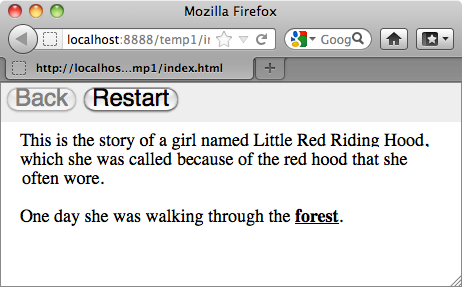 Mozilla Firefox
localhost:8888/temp1/ir
Goog
http://localhos...mp1/index.html
Back Restart
This is the story of a girl named Little Red Riding Hood,
which she was called because of the red hood that she
often wore.
One day she was walking through the forest.